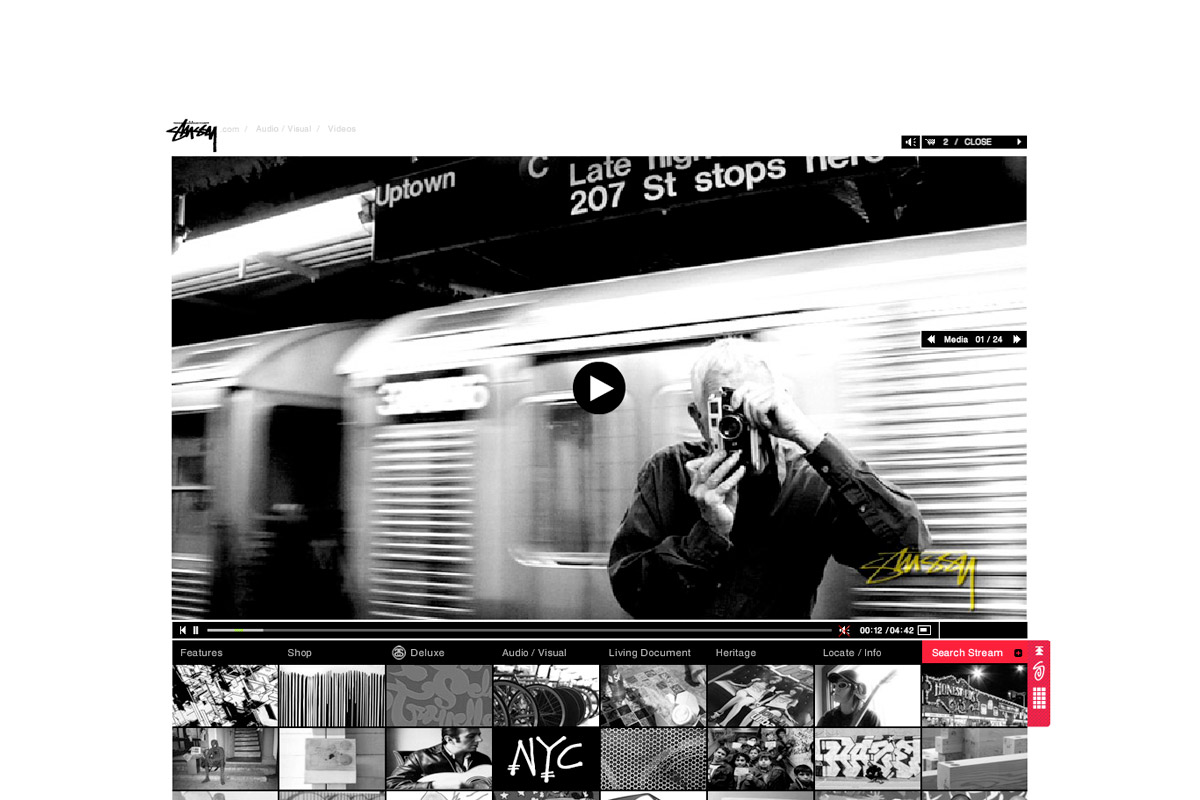 Stüssy .com / Audio / Visual / Videos
2 / CLOSE
Uptown
C Late nigh
207 St stops here
Media 01 / 24
Stüssy
00:12 / 04:42
Features Shop Deluxe Audio / Visual Living Document Heritage Locate / Info Search Stream
NYC